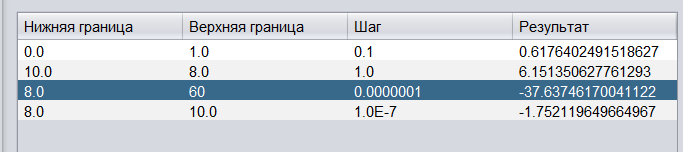 Нижняя граница Верхняя граница Шаг Результат
0.0 1.0 0.1 0.6176402491518627
10.0 8.0 1.0 6.151350627761293
8.0 60 0.0000001 -37.63746170041122
8.0 10.0 1.0E-7 -1.752119649664967